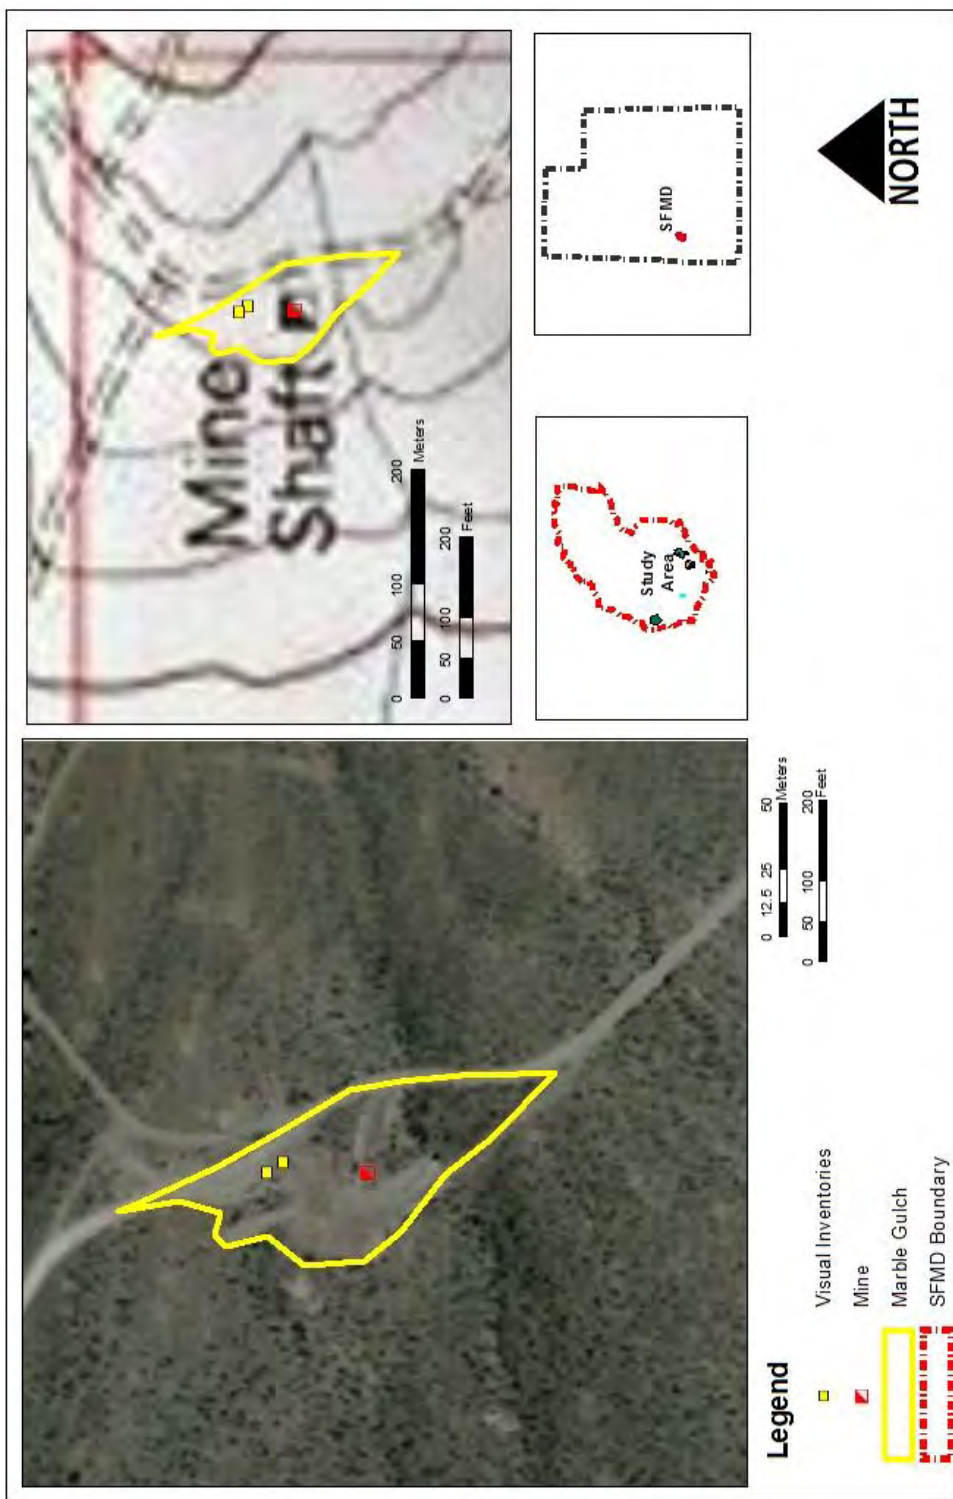 Mine
Shaft
0 50 100 200
Meters
0 50 100 200
Feet
Study
Area
SFMD
NORTH
0 12.5 25 50
Meters
0 50 100 200
Feet
Legend
Visual Inventories
Mine
Marble Gulch
SFMD Boundary